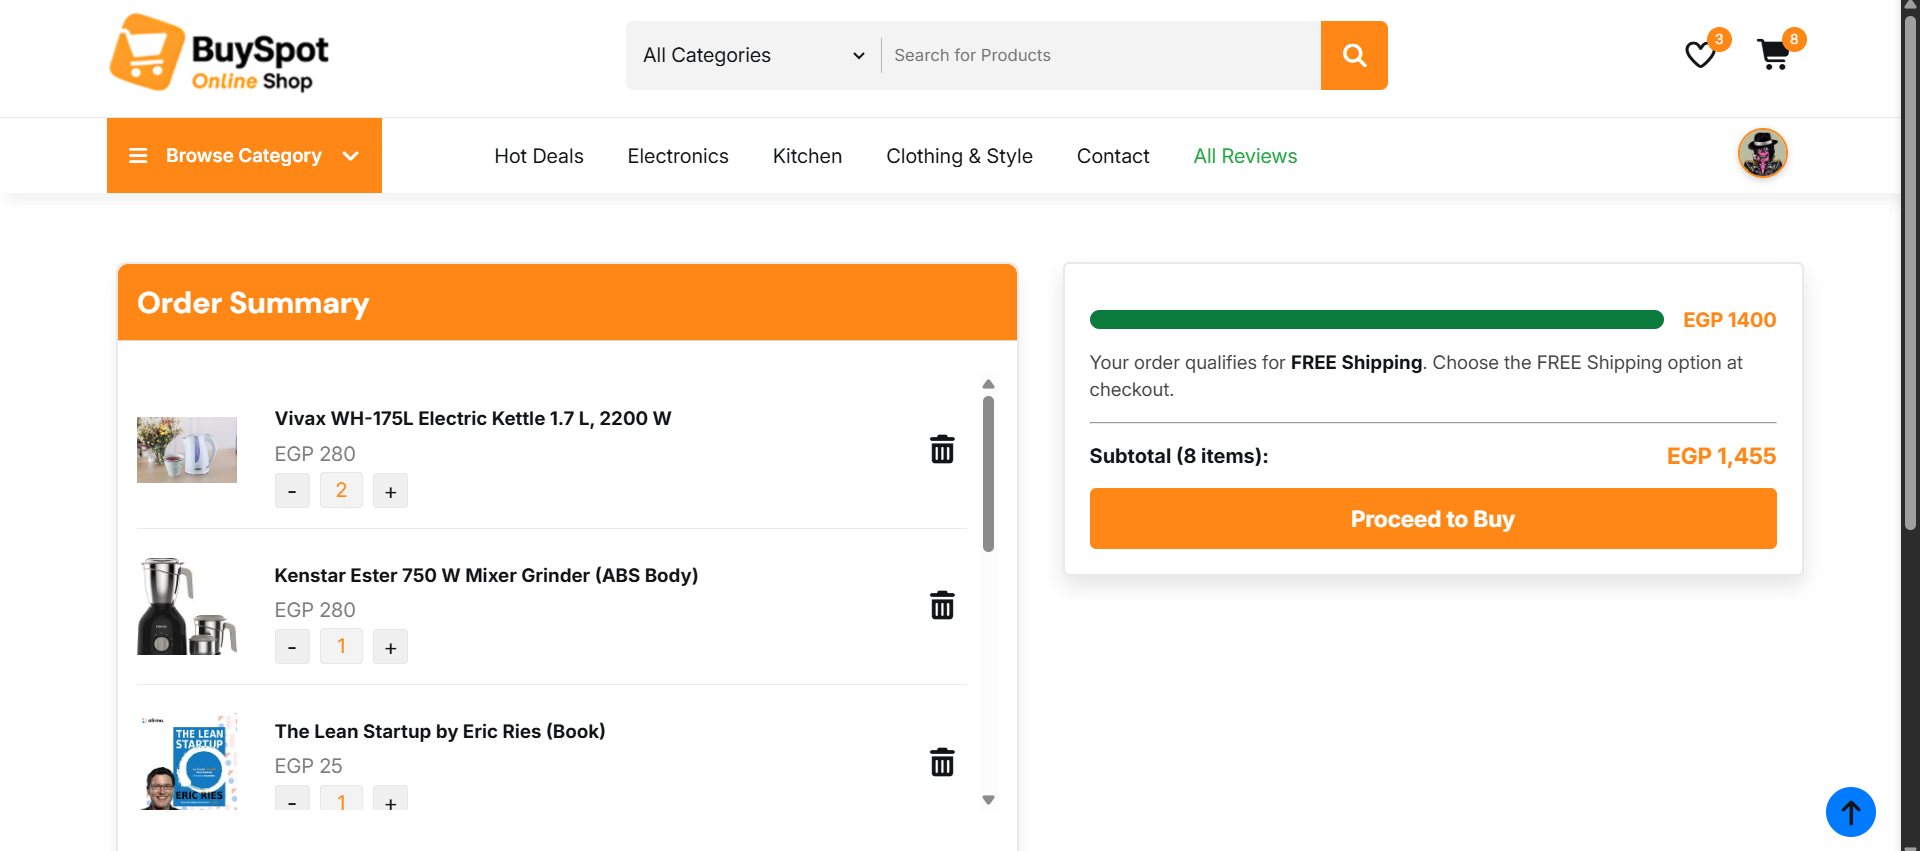 BuySpot
Online Shop
All Categories
Search for Products
3
8
Browse Category
Hot Deals
Electronics
Kitchen
Clothing & Style
Contact
All Reviews
Order Summary
Vivax WH-175L Electric Kettle 1.7 L, 2200 W
EGP 280
- 2 +
Kenstar Ester 750 W Mixer Grinder (ABS Body)
EGP 280
- 1 +
THE LEAN
STARTUP
ERIC RIES
The Lean Startup by Eric Ries (Book)
EGP 25
- 1 +
EGP 1400
Your order qualifies for FREE Shipping. Choose the FREE Shipping option at
checkout.
Subtotal (8 items):
EGP 1,455
Proceed to Buy